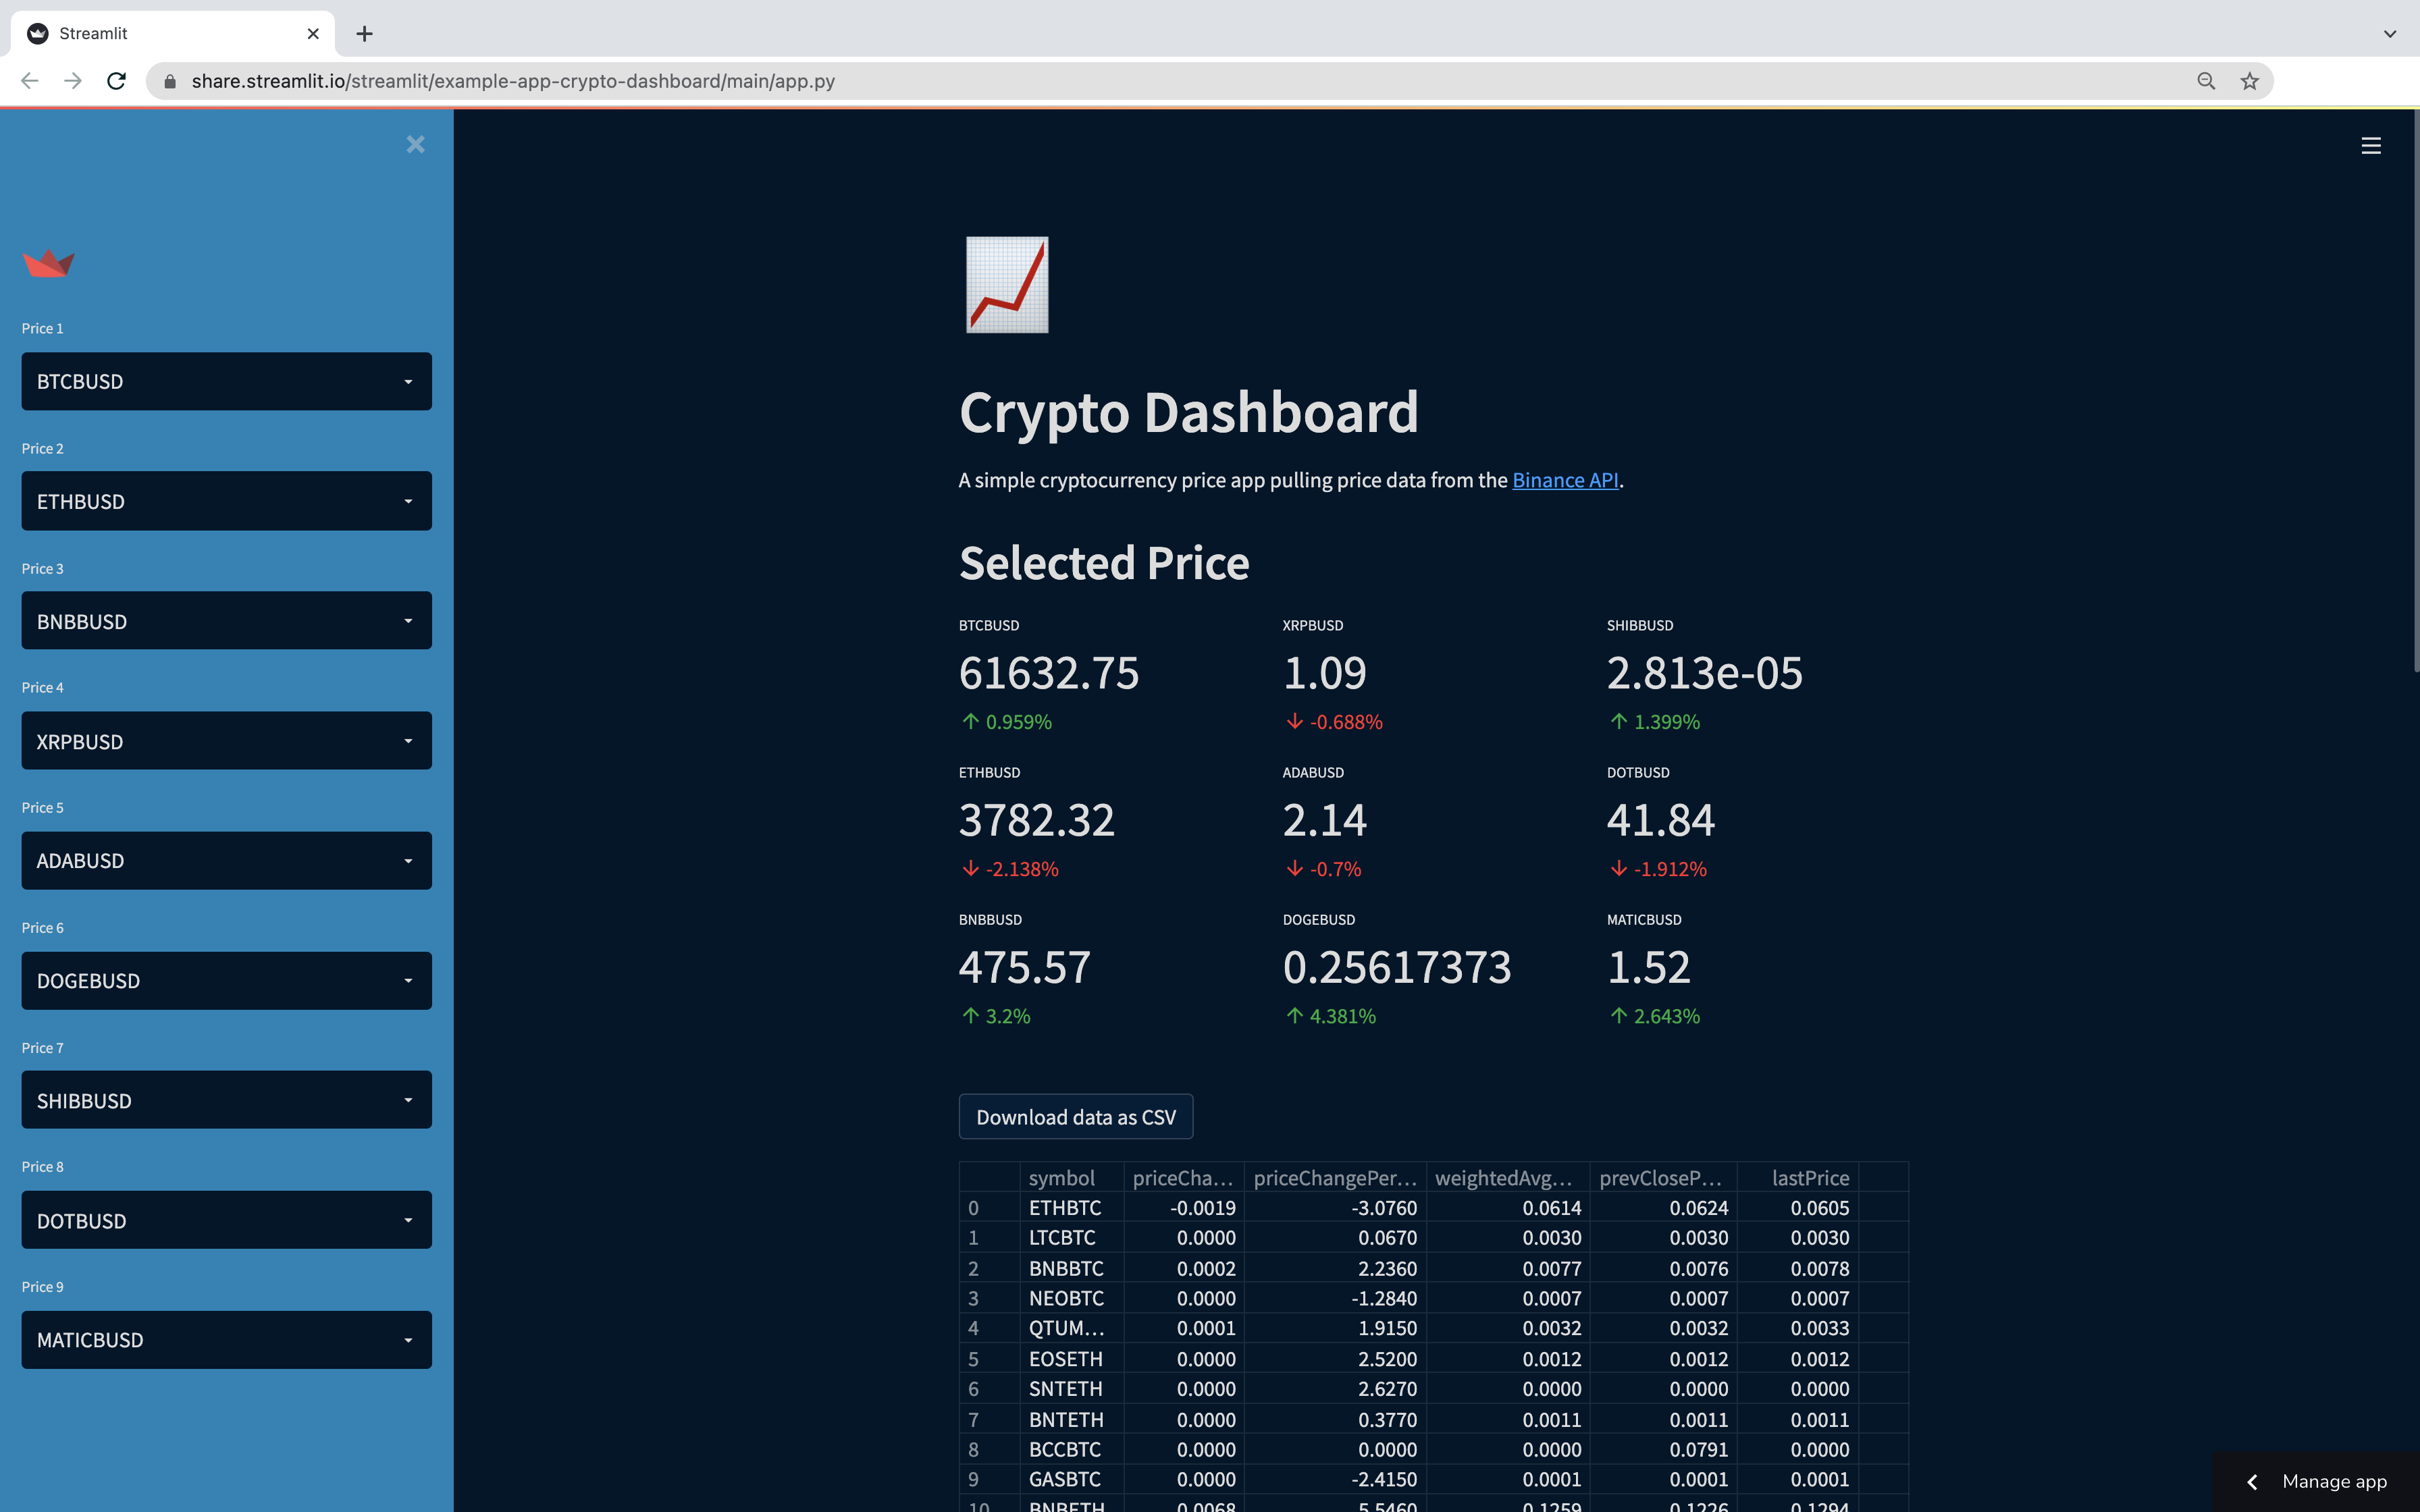 Streamlit
share.streamlit.io/streamlit/example-app-crypto-dashboard/main/app.py
Price 1
BTCBUSD
Price 2
ETHBUSD
Price 3
BNBBUSD
Price 4
XRPBUSD
Price 5
ADABUSD
Price 6
DOGEBUSD
Price 7
SHIBBUSD
Price 8
DOTBUSD
Price 9
MATICBUSD
Crypto Dashboard
A simple cryptocurrency price app pulling price data from the Binance API.
Selected Price
BTCBUSD XRPBUSD SHIBBUSD
61632.75 1.09 2.813e-05
↑ 0.959% ↓ -0.688% ↑ 1.399%
ETHBUSD ADABUSD DOTBUSD
3782.32 2.14 41.84
↓ -2.138% ↓ -0.7% ↓ -1.912%
BNBBUSD DOGEBUSD MATICBUSD
475.57 0.25617373 1.52
↑ 3.2% ↑ 4.381% ↑ 2.643%
Download data as CSV
symbol priceCha... priceChangePer... weightedAvg... prevCloseP... lastPrice
0 ETHBTC -0.0019 -3.0760 0.0614 0.0624 0.0605
1 LTCBTC 0.0000 0.0670 0.0030 0.0030 0.0030
2 BNBBTC 0.0002 2.2360 0.0077 0.0076 0.0078
3 NEOBTC 0.0000 -1.2840 0.0007 0.0007 0.0007
4 QTUM... 0.0001 1.9150 0.0032 0.0032 0.0033
5 EOSETH 0.0000 2.5200 0.0012 0.0012 0.0012
6 SNTETH 0.0000 2.6270 0.0000 0.0000 0.0000
7 BNTETH 0.0000 0.3770 0.0011 0.0011 0.0011
8 BCCBTC 0.0000 0.0000 0.0000 0.0791 0.0000
9 GASBTC 0.0000 -2.4150 0.0001 0.0001 0.0001
10 BNBETH 0.0068 5.5460 0.1259 0.1226 0.1294
Manage app